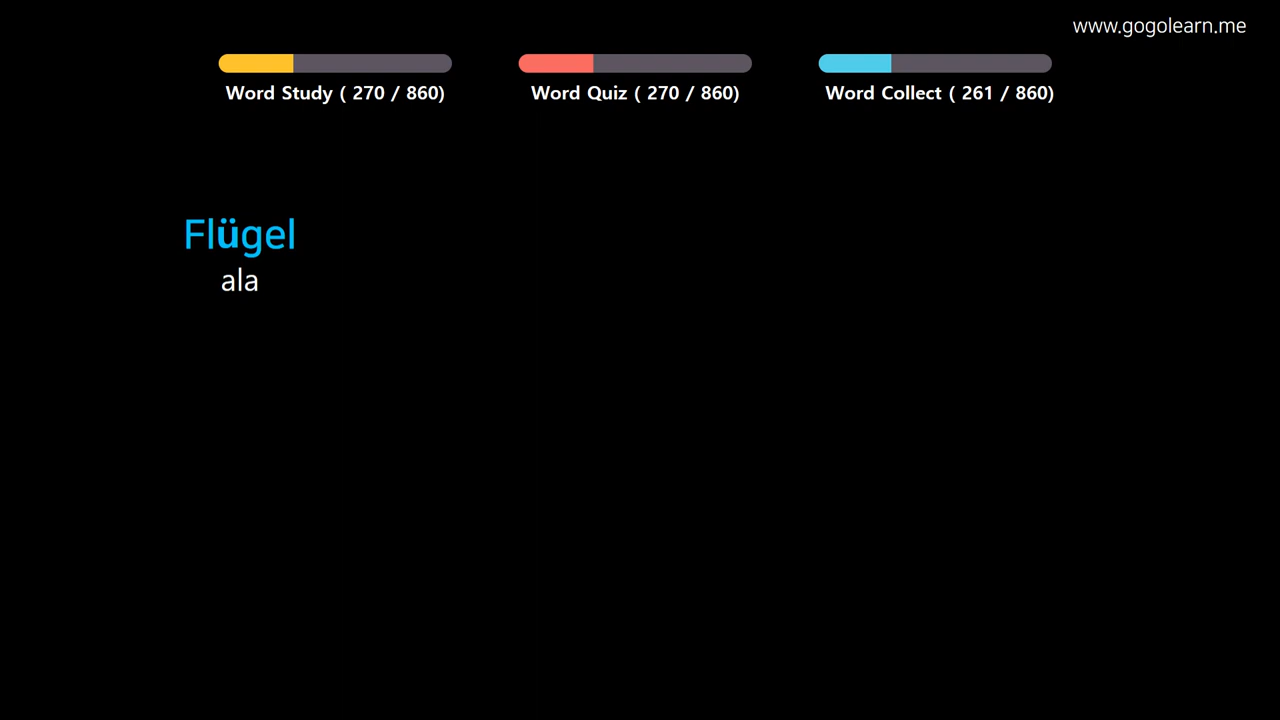 www.gogolearn.me
Word Study ( 270 / 860)
Word Quiz ( 270 / 860)
Word Collect ( 261 / 860)
Flügel
ala